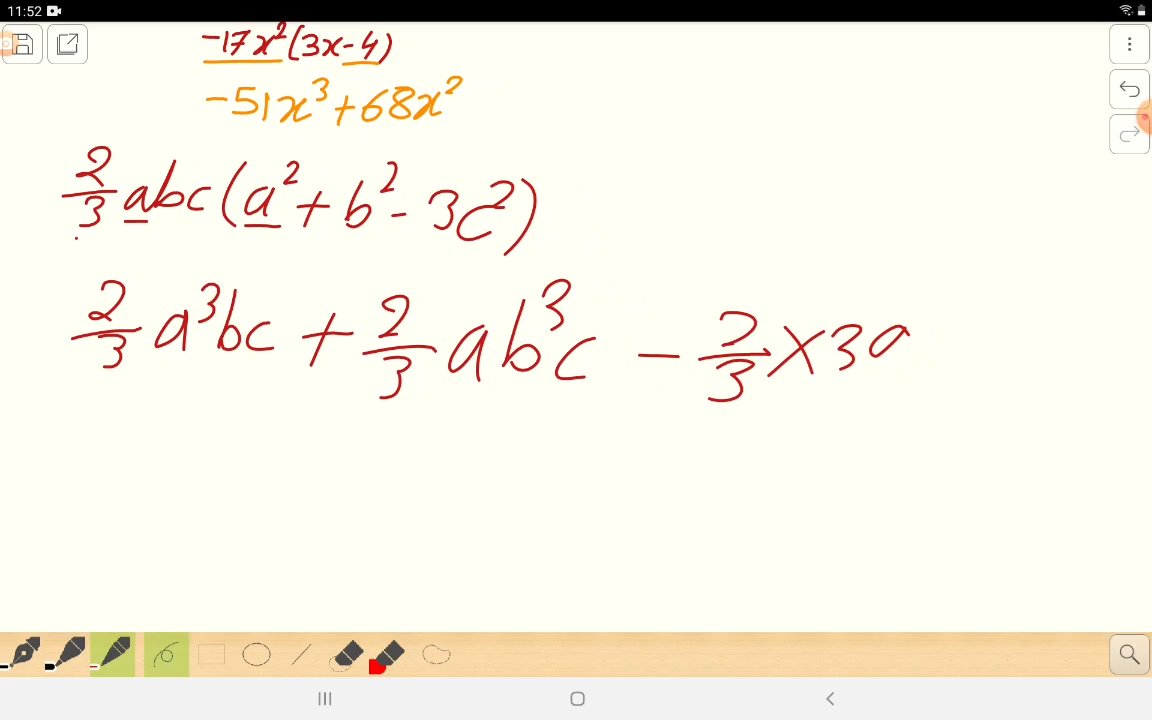 11:52
-17x²(3x-4)
-51x³+68x²
2/3 abc(a²+b²-3c²)
2/3 a³bc + 2/3 ab³c - 2/3 ×3a